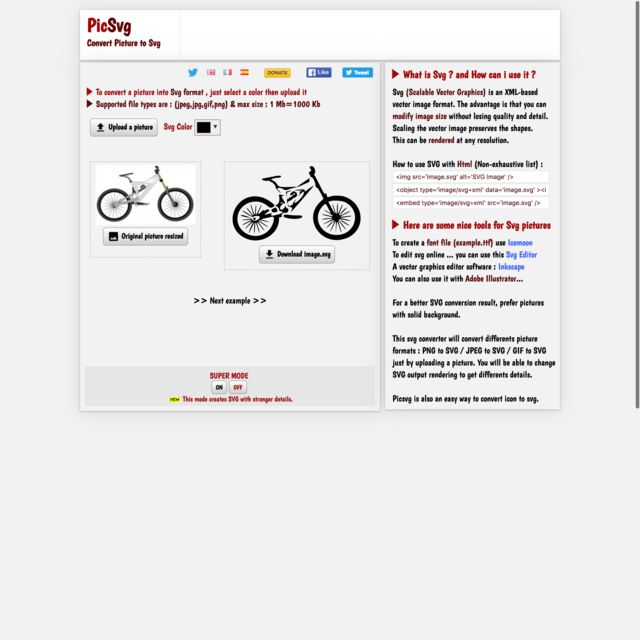 PicSvg
Convert Picture to Svg
DONATE
Like
Tweet
To convert a picture into Svg format , just select a color then upload it
Supported file types are : (jpeg,jpg,gif,png) & max size : 1 Mb=1000 Kb
Upload a picture
Svg Color
Original picture resized
Download image.svg
>> Next example >>
SUPER MODE
ON
OFF
NEW This mode creates SVG with stronger details.
What is Svg ? and How can i use it ?
Svg (Scalable Vector Graphics) is an XML-based
vector image format. The advantage is that you can
modify image size without losing quality and detail.
Scaling the vector image preserves the shapes.
This can be rendered at any resolution.
How to use SVG with Html (Non-exhaustive list) :
<img src='image.svg' alt='SVG Image' />
<object type='image/svg+xml' data='image.svg' ><i
<embed type='image/svg+xml' src='image.svg' />
Here are some nice tools for Svg pictures
To create a font file (example.ttf) use Icomoon
To edit svg online ... you can use this Svg Editor
A vector graphics editor software : Inkscape
You can also use it with Adobe Illustrator...
For a better SVG conversion result, prefer pictures
with solid background.
This svg converter will convert differents picture
formats : PNG to SVG / JPEG to SVG / GIF to SVG
just by uploading a picture. You will be able to change
SVG output rendering to get differents details.
Picsvg is also an easy way to convert icon to svg.